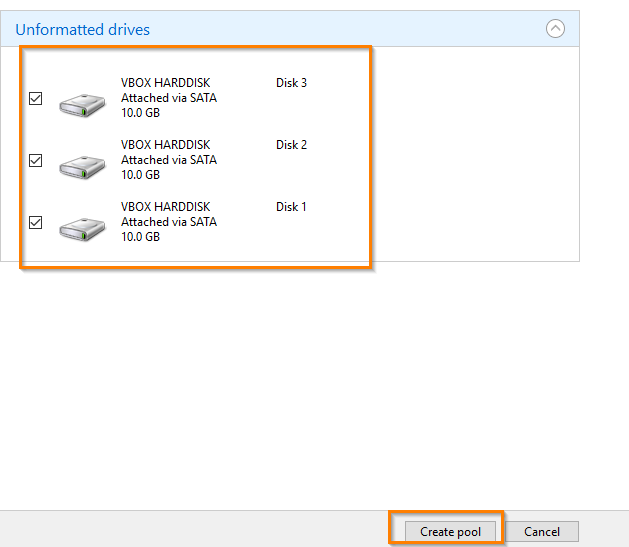 Unformatted drives
VBOX HARDDISK Disk 3
Attached via SATA
10.0 GB
VBOX HARDDISK Disk 2
Attached via SATA
10.0 GB
VBOX HARDDISK Disk 1
Attached via SATA
10.0 GB
Create pool Cancel